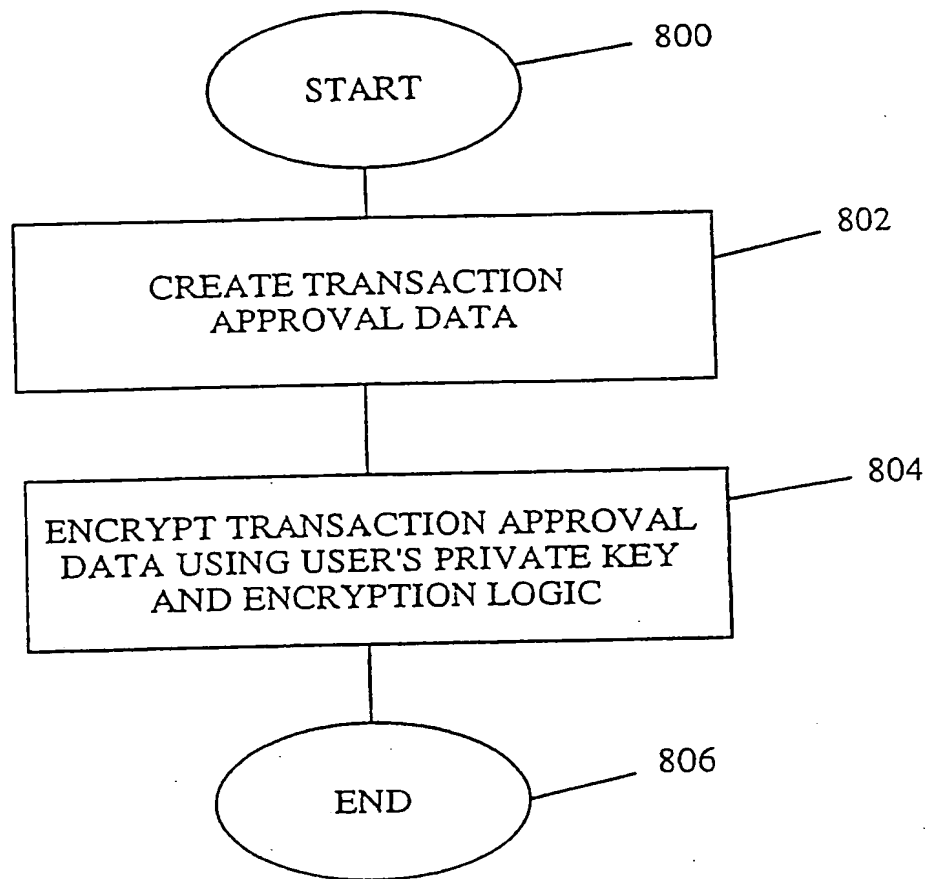 800
START
802
CREATE TRANSACTION
APPROVAL DATA
804
ENCRYPT TRANSACTION APPROVAL
DATA USING USER'S PRIVATE KEY
AND ENCRYPTION LOGIC
806
END